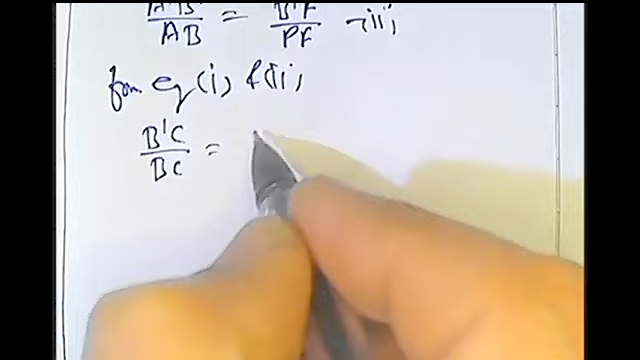 A'B' / AB = B'F / PF → ii,
from eq (i) & (ii,
B'C / BC =